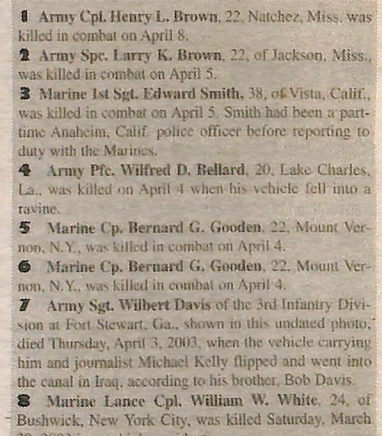 1 Army Cpl. Henry L. Brown, 22, Natchez, Miss. was
killed in combat on April 8.
2 Army Spc. Larry K. Brown, 22, of Jackson, Miss.,
was killed in combat on April 5.
3 Marine 1st Sgt. Edward Smith, 38, of Vista, Calif.,
was killed in combat on April 5. Smith had been a part-
time Anaheim, Calif. police officer before reporting to
duty with the Marines.
4 Army Pfc. Wilfred D. Bellard, 20, Lake Charles,
La., was killed on April 4 when his vehicle fell into a
ravine.
5 Marine Cp. Bernard G. Gooden, 22, Mount Ver-
non, N.Y., was killed in combat on April 4.
6 Marine Cp. Bernard G. Gooden, 22, Mount Ver-
non, N.Y., was killed in combat on April 4.
7 Army Sgt. Wilbert Davis of the 3rd Infantry Divi-
sion at Fort Stewart, Ga., shown in this undated photo,
died Thursday, April 3, 2003, when the vehicle carrying
him and journalist Michael Kelly flipped and went into
the canal in Iraq, according to his brother, Bob Davis.
8 Marine Lance Cpl. William W. White, 24, of
Bushwick, New York City, was killed Saturday, March